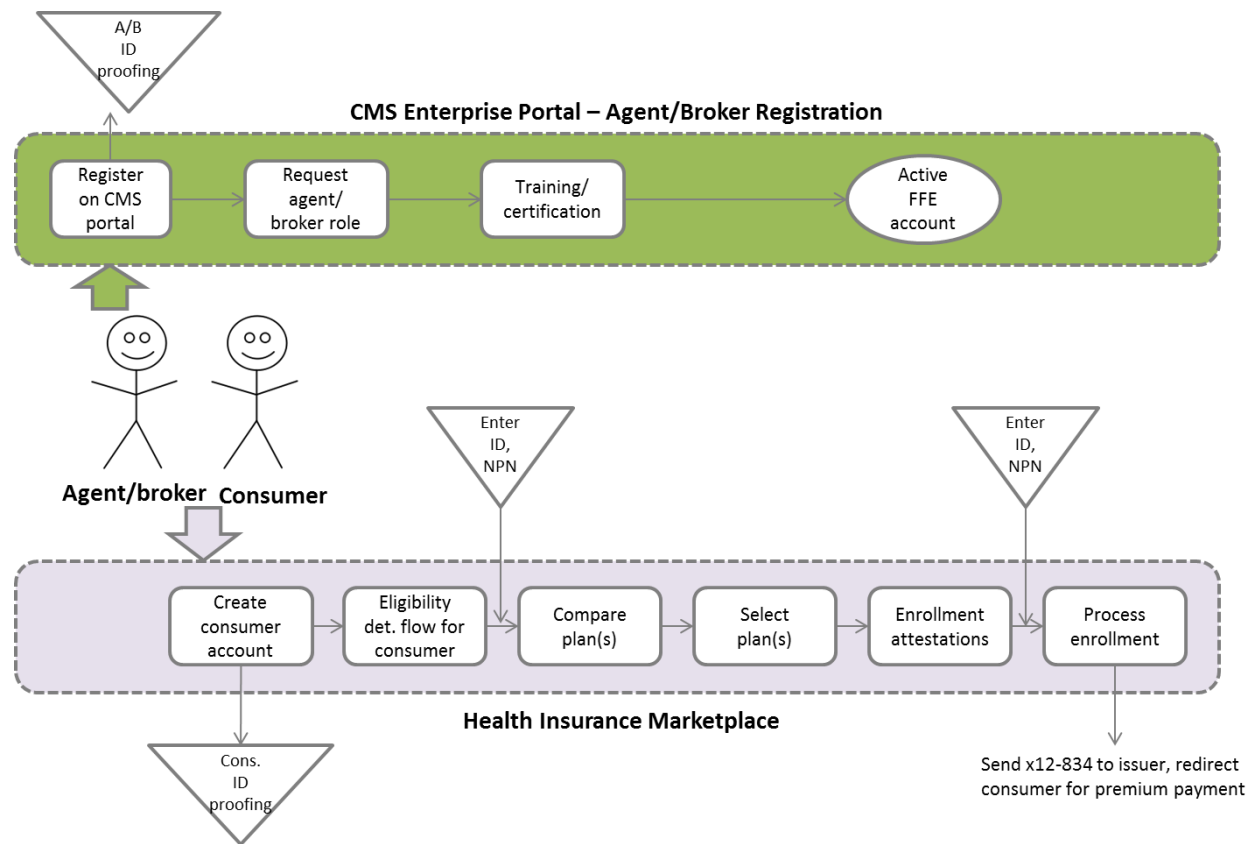 A/B
ID
proofing
CMS Enterprise Portal – Agent/Broker Registration
Register
on CMS
portal
Request
agent/
broker role
Training/
certification
Active
FFE
account
Agent/broker
Consumer
Enter
ID,
NPN
Enter
ID,
NPN
Create
consumer
account
Eligibility
det. flow for
consumer
Compare
plan(s)
Select
plan(s)
Enrollment
attestations
Process
enrollment
Health Insurance Marketplace
Cons.
ID
proofing
Send x12-834 to issuer, redirect
consumer for premium payment